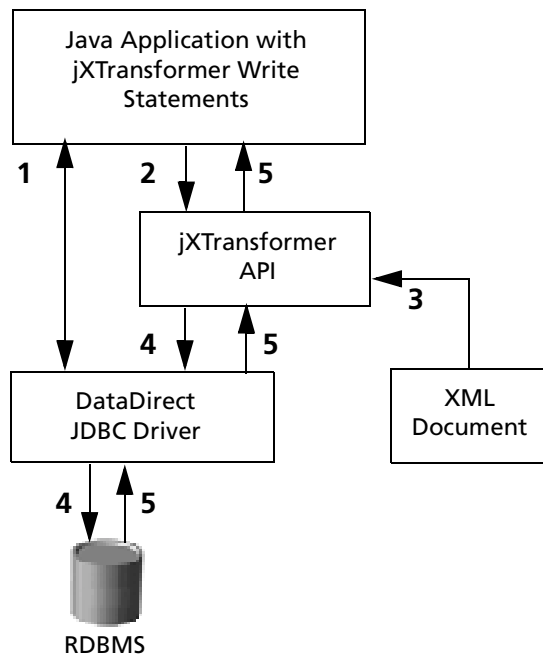 Java Application with
jXTransformer Write
Statements
1
2
5
jXTransformer
API
3
4
5
DataDirect
JDBC Driver
XML
Document
4
5
RDBMS